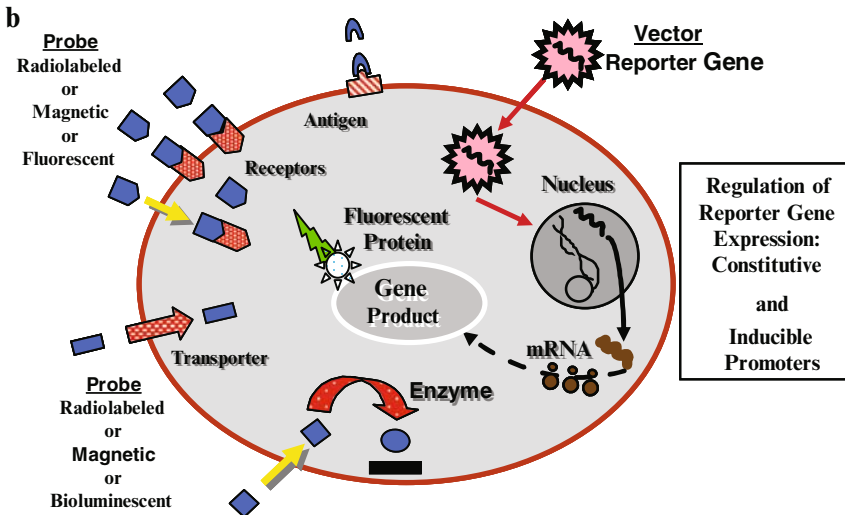 b
Probe
Radiolabeled
or
Magnetic
or
Fluorescent
Antigen
Receptors
Vector
Reporter Gene
Nucleus
Fluorescent
Protein
Gene
Product
mRNA
Transporter
Enzyme
Probe
Radiolabeled
or
Magnetic
or
Bioluminescent
Regulation of
Reporter Gene
Expression:
Constitutive
and
Inducible
Promoters